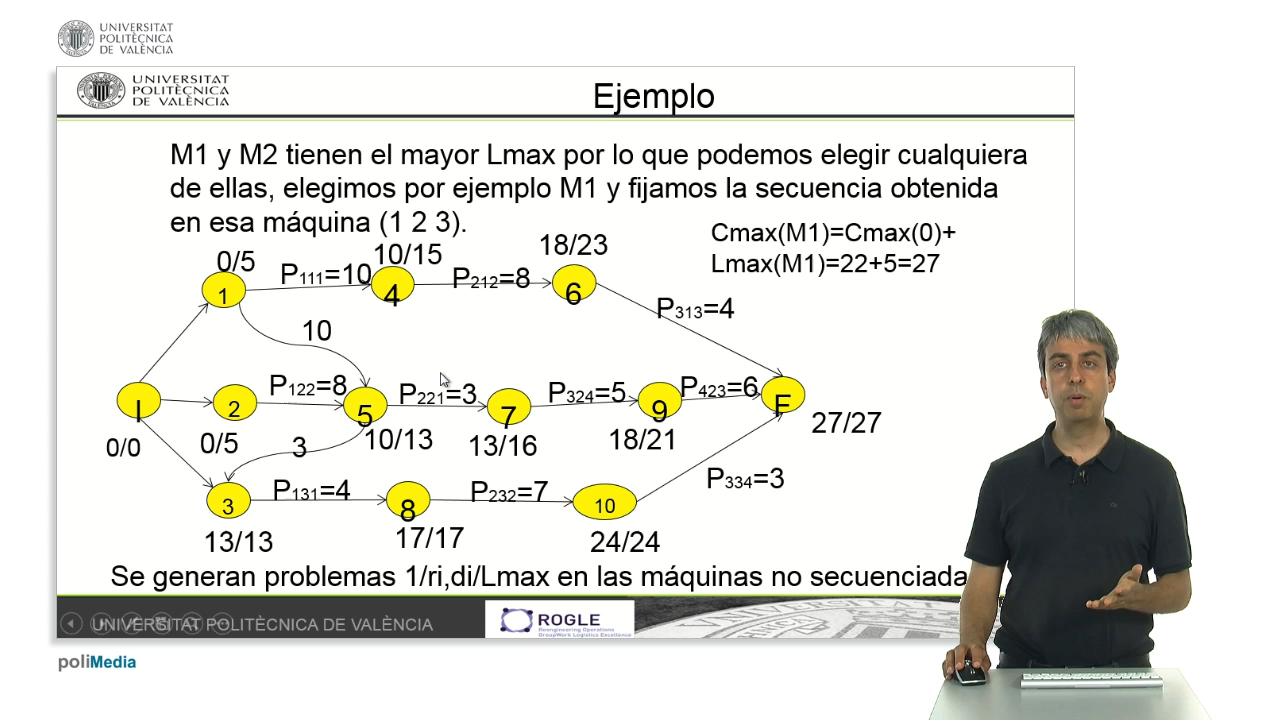 UNIVERSITAT
POLITÈCNICA
DE VALÈNCIA
UNIVERSITAT
POLITÈCNICA
DE VALÈNCIA
Ejemplo
M1 y M2 tienen el mayor Lmax por lo que podemos elegir cualquiera
de ellas, elegimos por ejemplo M1 y fijamos la secuencia obtenida
en esa máquina (1 2 3).
Cmax(M1)=Cmax(0)+
Lmax(M1)=22+5=27
0/5
10/15
18/23
P111=10
P212=8
1
4
6
P313=4
10
P122=8
P221=3
P324=5
P423=6
I
2
5
7
9
F
0/0
0/5
3
10/13
13/16
18/21
27/27
P131=4
P232=7
P334=3
3
8
10
13/13
17/17
24/24
Se generan problemas 1/ri,di/Lmax en las máquinas no secuenciada
UNIVERSITAT POLITÈCNICA DE VALÈNCIA
ROGLE
Reengineering Operations
GroupWork Logistics Excellence
poliMedia